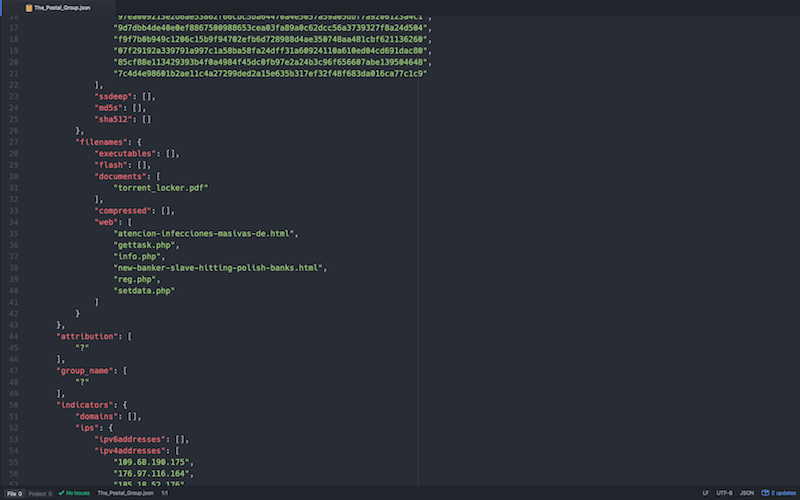 The_Postal_Group.json
17 "9d7dbb4de40e0ef8867500988653cea03fa89a0c62dcc56a3739327f8a24d504",
18 "f9f7b0b949c1206c15b9f94702efb6d728988d4ae350748aa481cbf621136260",
19 "07f29192a339791a997c1a58ba58fa24dff31a60924110a610ed04cd691dac80",
20 "85cf88e113429393b4f0a4984f45dc0fb97e2a24b3c96f656607abe139504648",
21 "7c4d4e98601b2ae11c4a27299ded2a15e635b317ef32f48f683da016ca77c1c9"
22 ],
23 "ssdeep": [],
24 "md5s": [],
25 "sha512": []
26 },
27 "filenames": {
28 "executables": [],
29 "flash": [],
30 "documents": [
31 "torrent_locker.pdf"
32 ],
33 "compressed": [],
34 "web": [
35 "atencion-infecciones-masivas-de.html",
36 "gettask.php",
37 "info.php",
38 "new-banker-slave-hitting-polish-banks.html",
39 "reg.php",
40 "setdata.php"
41 ]
42 }
43 },
44 "attribution": [
45 "?"
46 ],
47 "group_name": [
48 "?"
49 ],
50 "indicators": {
51 "domains": [],
52 "ips": {
53 "ipv6addresses": [],
54 "ipv4addresses": [
55 "109.68.190.175",
56 "176.97.116.164",
57 "185.18.52.176",
File 0 Project 0 No Issues The_Postal_Group.json 1:1 LF UTF-8 JSON 2 updates